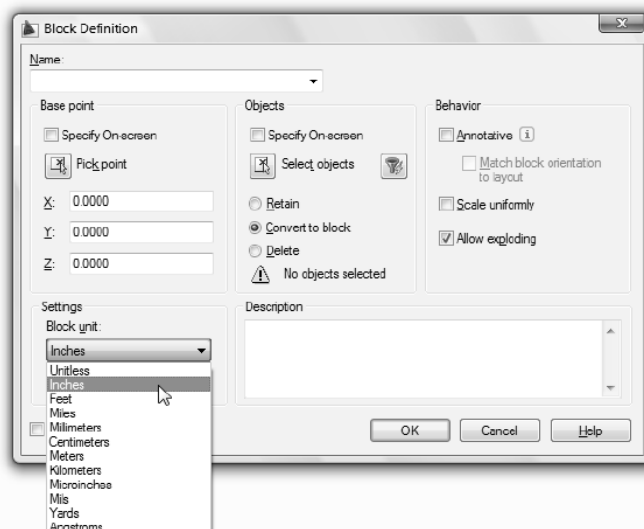 Block Definition
Name:
Base point
Specify On-screen
Pick point
X: 0.0000
Y: 0.0000
Z: 0.0000
Objects
Specify On-screen
Select objects
Retain
Convert to block
Delete
No objects selected
Behavior
Annotative
Match block orientation
to layout
Scale uniformly
Allow exploding
Settings
Block unit:
Inches
Unitless
Inches
Feet
Miles
Millimeters
Centimeters
Meters
Kilometers
Microinches
Mils
Yards
Angstroms
Description
OK
Cancel
Help